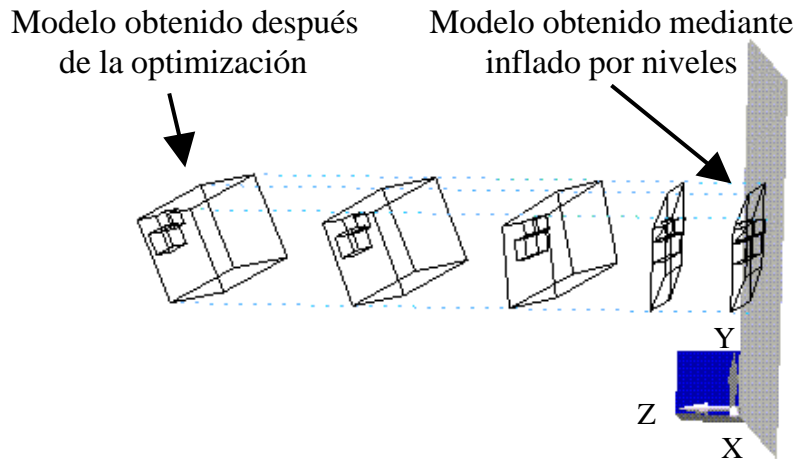 Modelo obtenido después
de la optimización
Modelo obtenido mediante
inflado por niveles
Y
Z
X